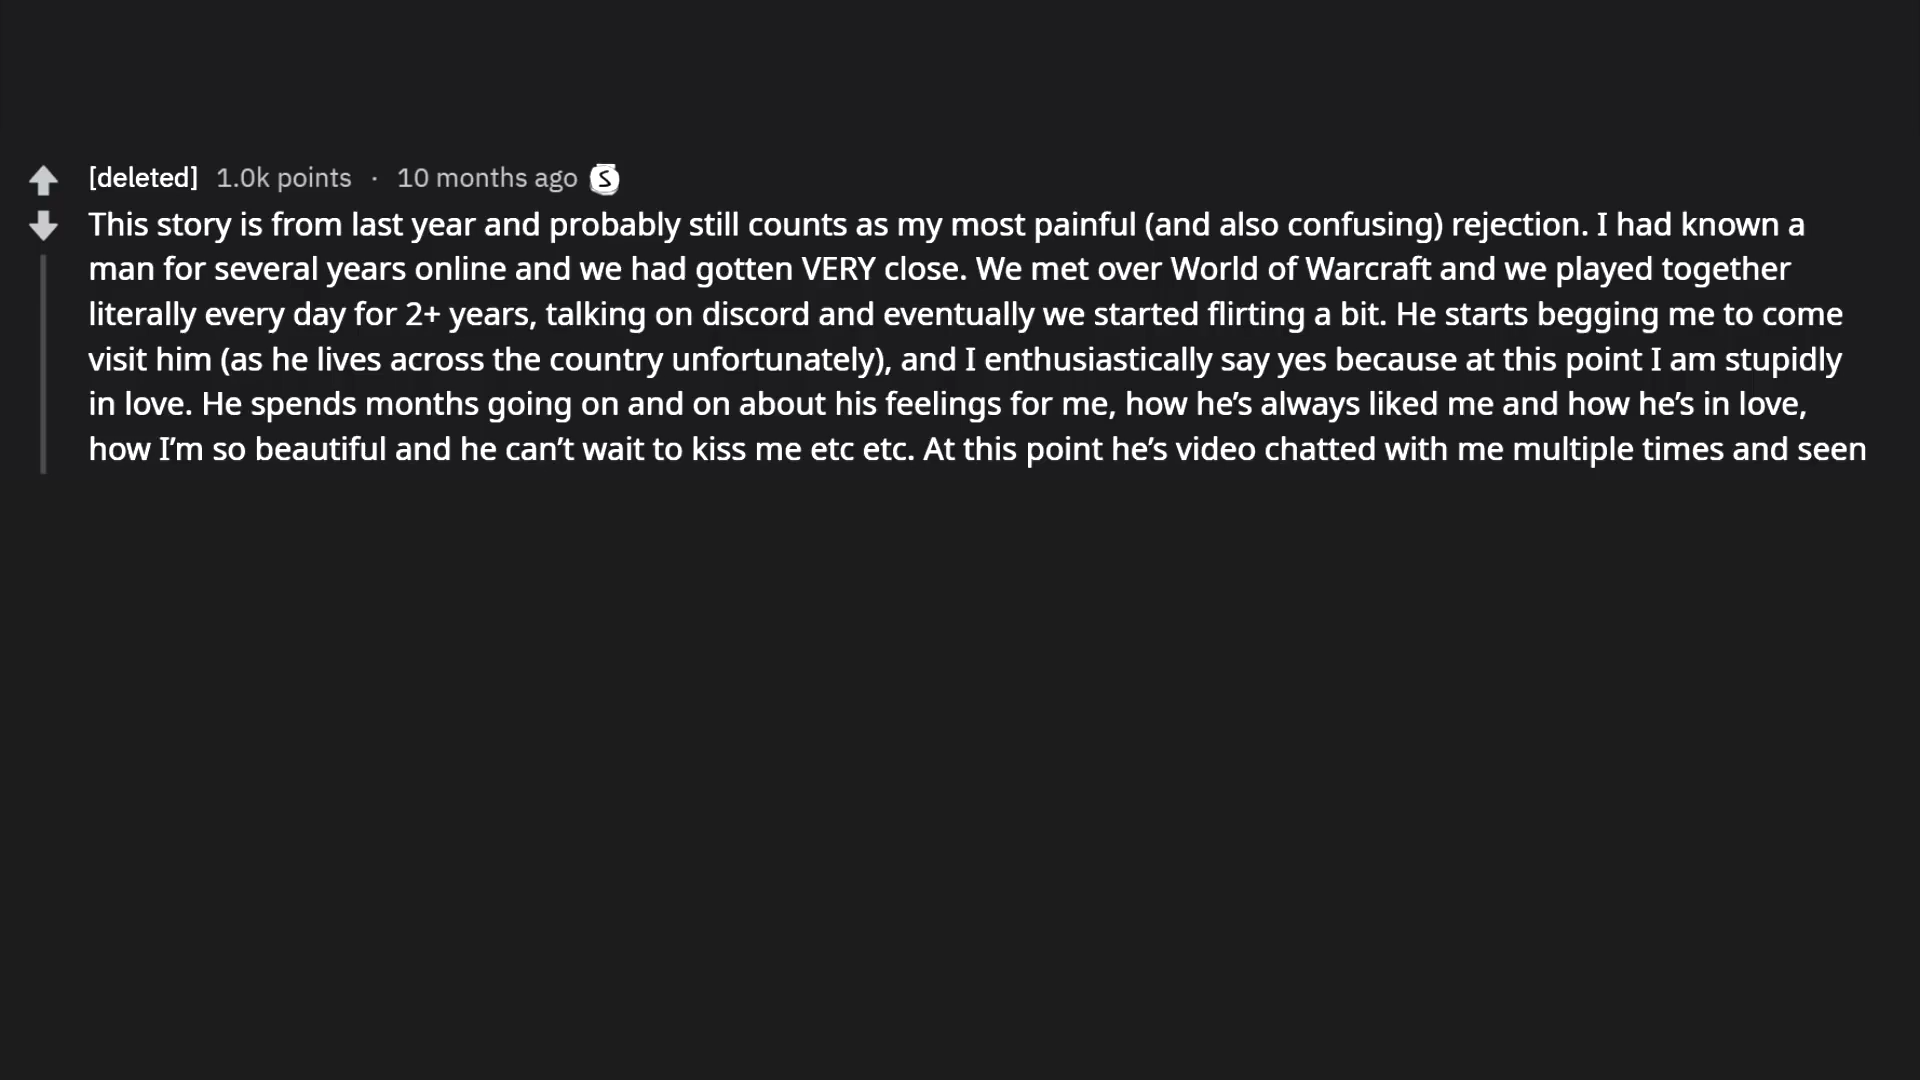 [deleted] 1.0k points · 10 months ago S
This story is from last year and probably still counts as my most painful (and also confusing) rejection. I had known a
man for several years online and we had gotten VERY close. We met over World of Warcraft and we played together
literally every day for 2+ years, talking on discord and eventually we started flirting a bit. He starts begging me to come
visit him (as he lives across the country unfortunately), and I enthusiastically say yes because at this point I am stupidly
in love. He spends months going on and on about his feelings for me, how he’s always liked me and how he’s in love,
how I’m so beautiful and he can’t wait to kiss me etc etc. At this point he’s video chatted with me multiple times and seen